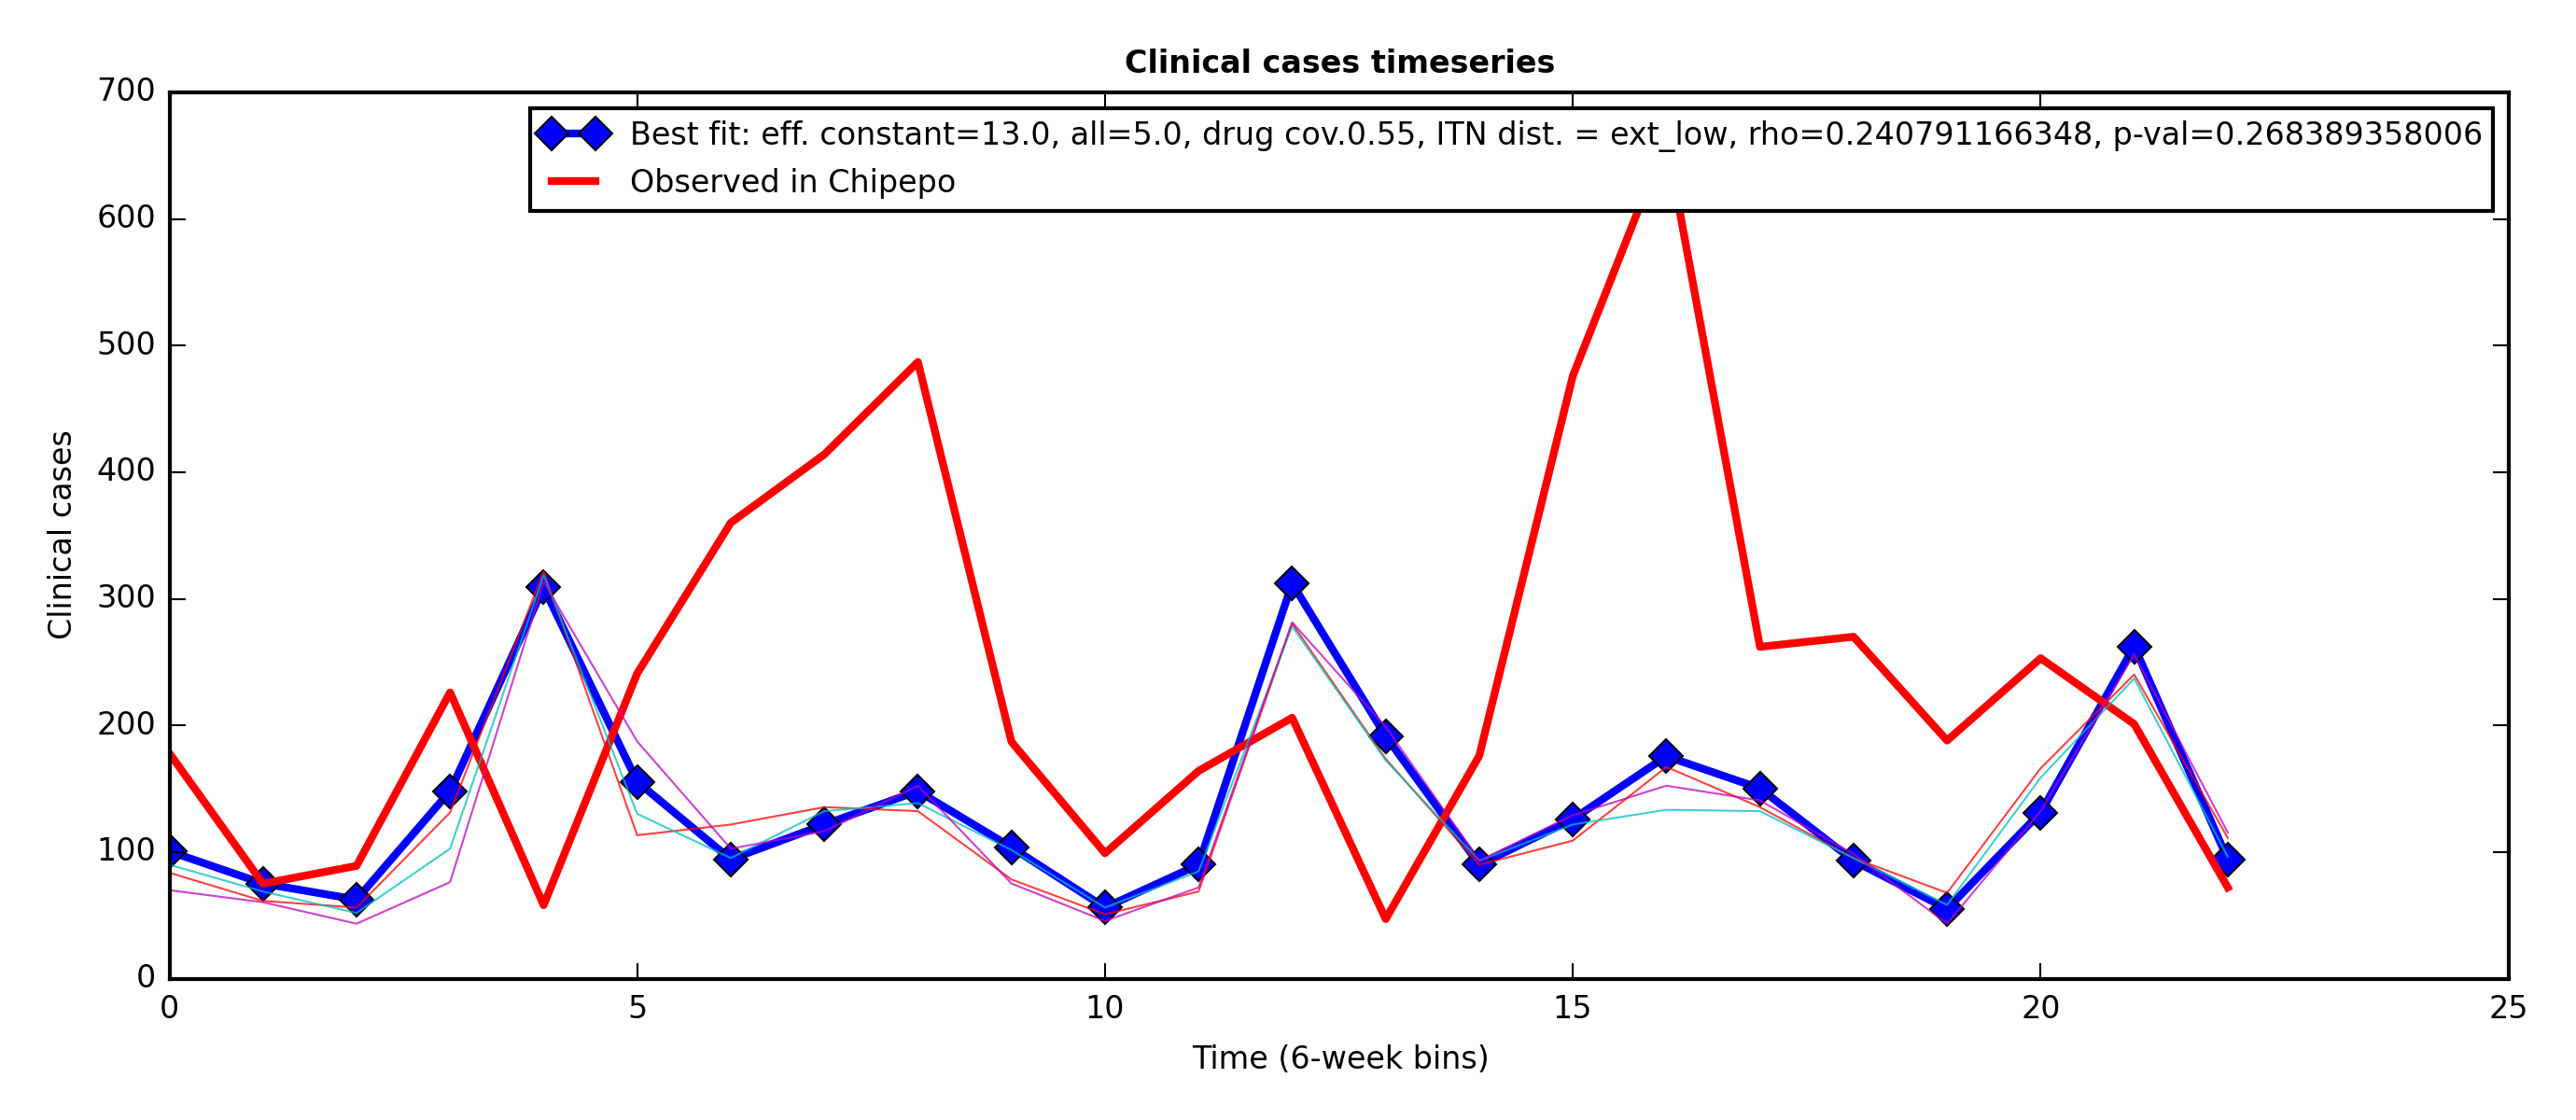 Clinical cases timeseries
700
600
500
400
300
200
100
0
Clinical cases
Best fit: eff. constant=13.0, all=5.0, drug cov.0.55, ITN dist. = ext_low, rho=0.240791166348, p-val=0.268389358006
Observed in Chipepo
0 5 10 15 20 25
Time (6-week bins)